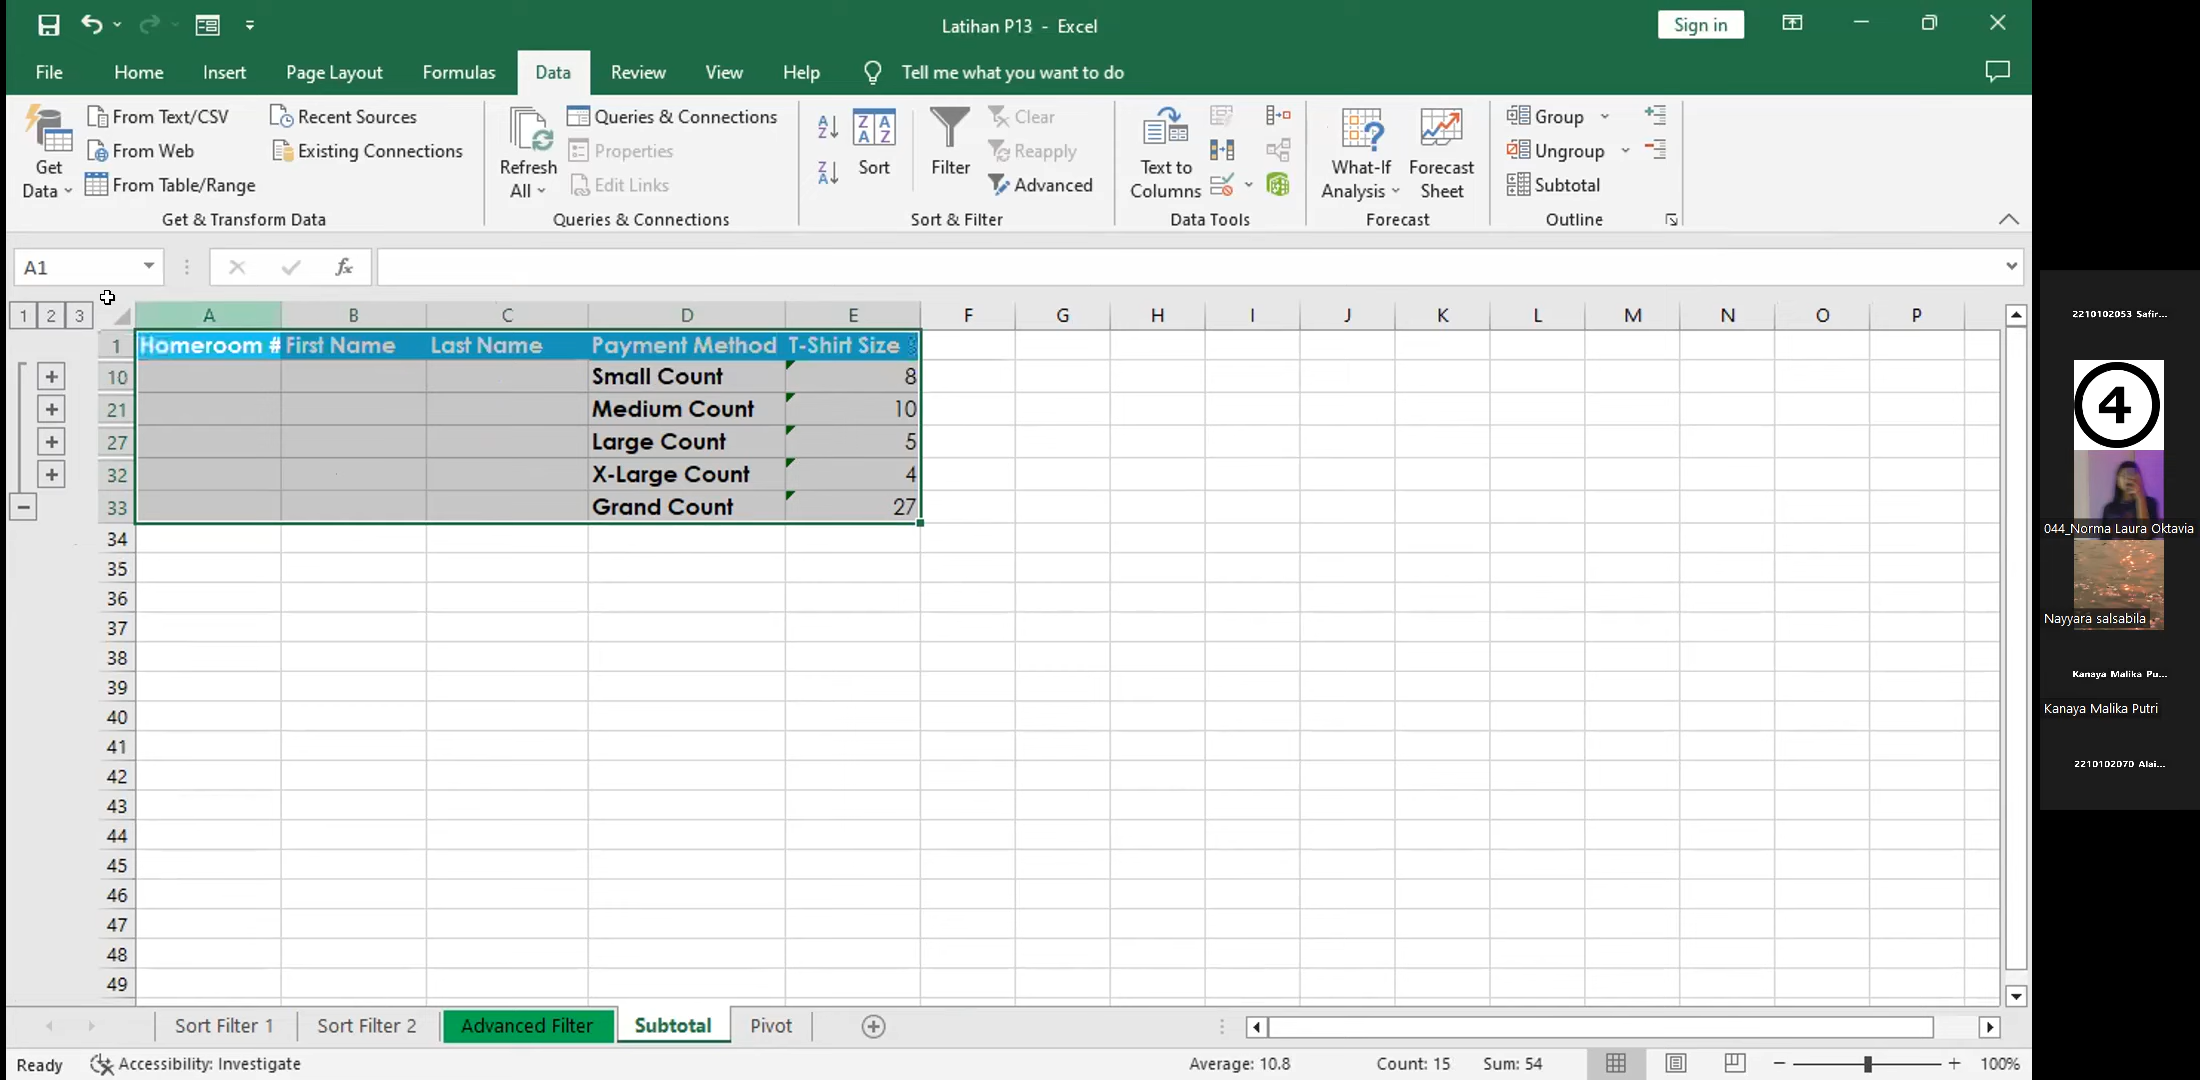 Latihan P13 - Excel
Sign in
File Home Insert Page Layout Formulas Data Review View Help Tell me what you want to do
Get Data
From Text/CSV
From Web
From Table/Range
Recent Sources
Existing Connections
Get & Transform Data
Refresh All
Queries & Connections
Properties
Edit Links
Queries & Connections
Sort
Filter
Clear
Reapply
Advanced
Sort & Filter
Text to Columns
Data Tools
What-If Analysis
Forecast Sheet
Forecast
Group
Ungroup
Subtotal
Outline
A1
fx
1 2 3
A B C D E F G H I J K L M N O P
1 Homeroom # First Name Last Name Payment Method T-Shirt Size
10 Small Count 8
21 Medium Count 10
27 Large Count 5
32 X-Large Count 4
33 Grand Count 27
34
35
36
37
38
39
40
41
42
43
44
45
46
47
48
49
Sort Filter 1 Sort Filter 2 Advanced Filter Subtotal Pivot
Ready Accessibility: Investigate Average: 10.8 Count: 15 Sum: 54 100%
2210102053 Safir...
4
044_Norma Laura Oktavia
Nayyara salsabila
Kanaya Malika Pu...
Kanaya Malika Putri
2210102070 Alai...